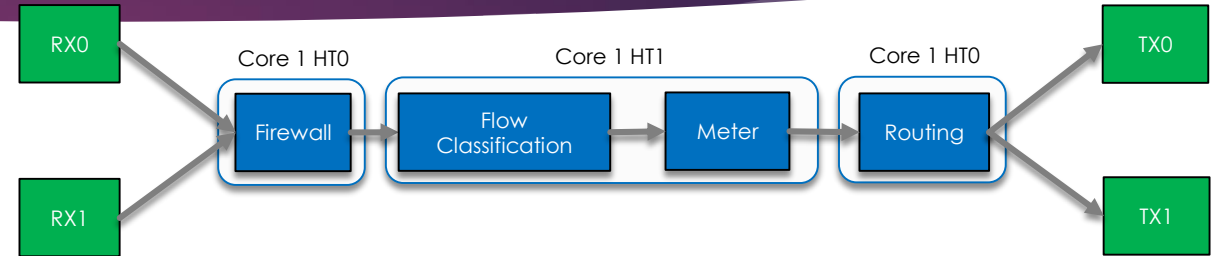 RX0
TX0
Core 1 HT0
Core 1 HT1
Core 1 HT0
Firewall
Flow
Classification
Meter
Routing
RX1
TX1